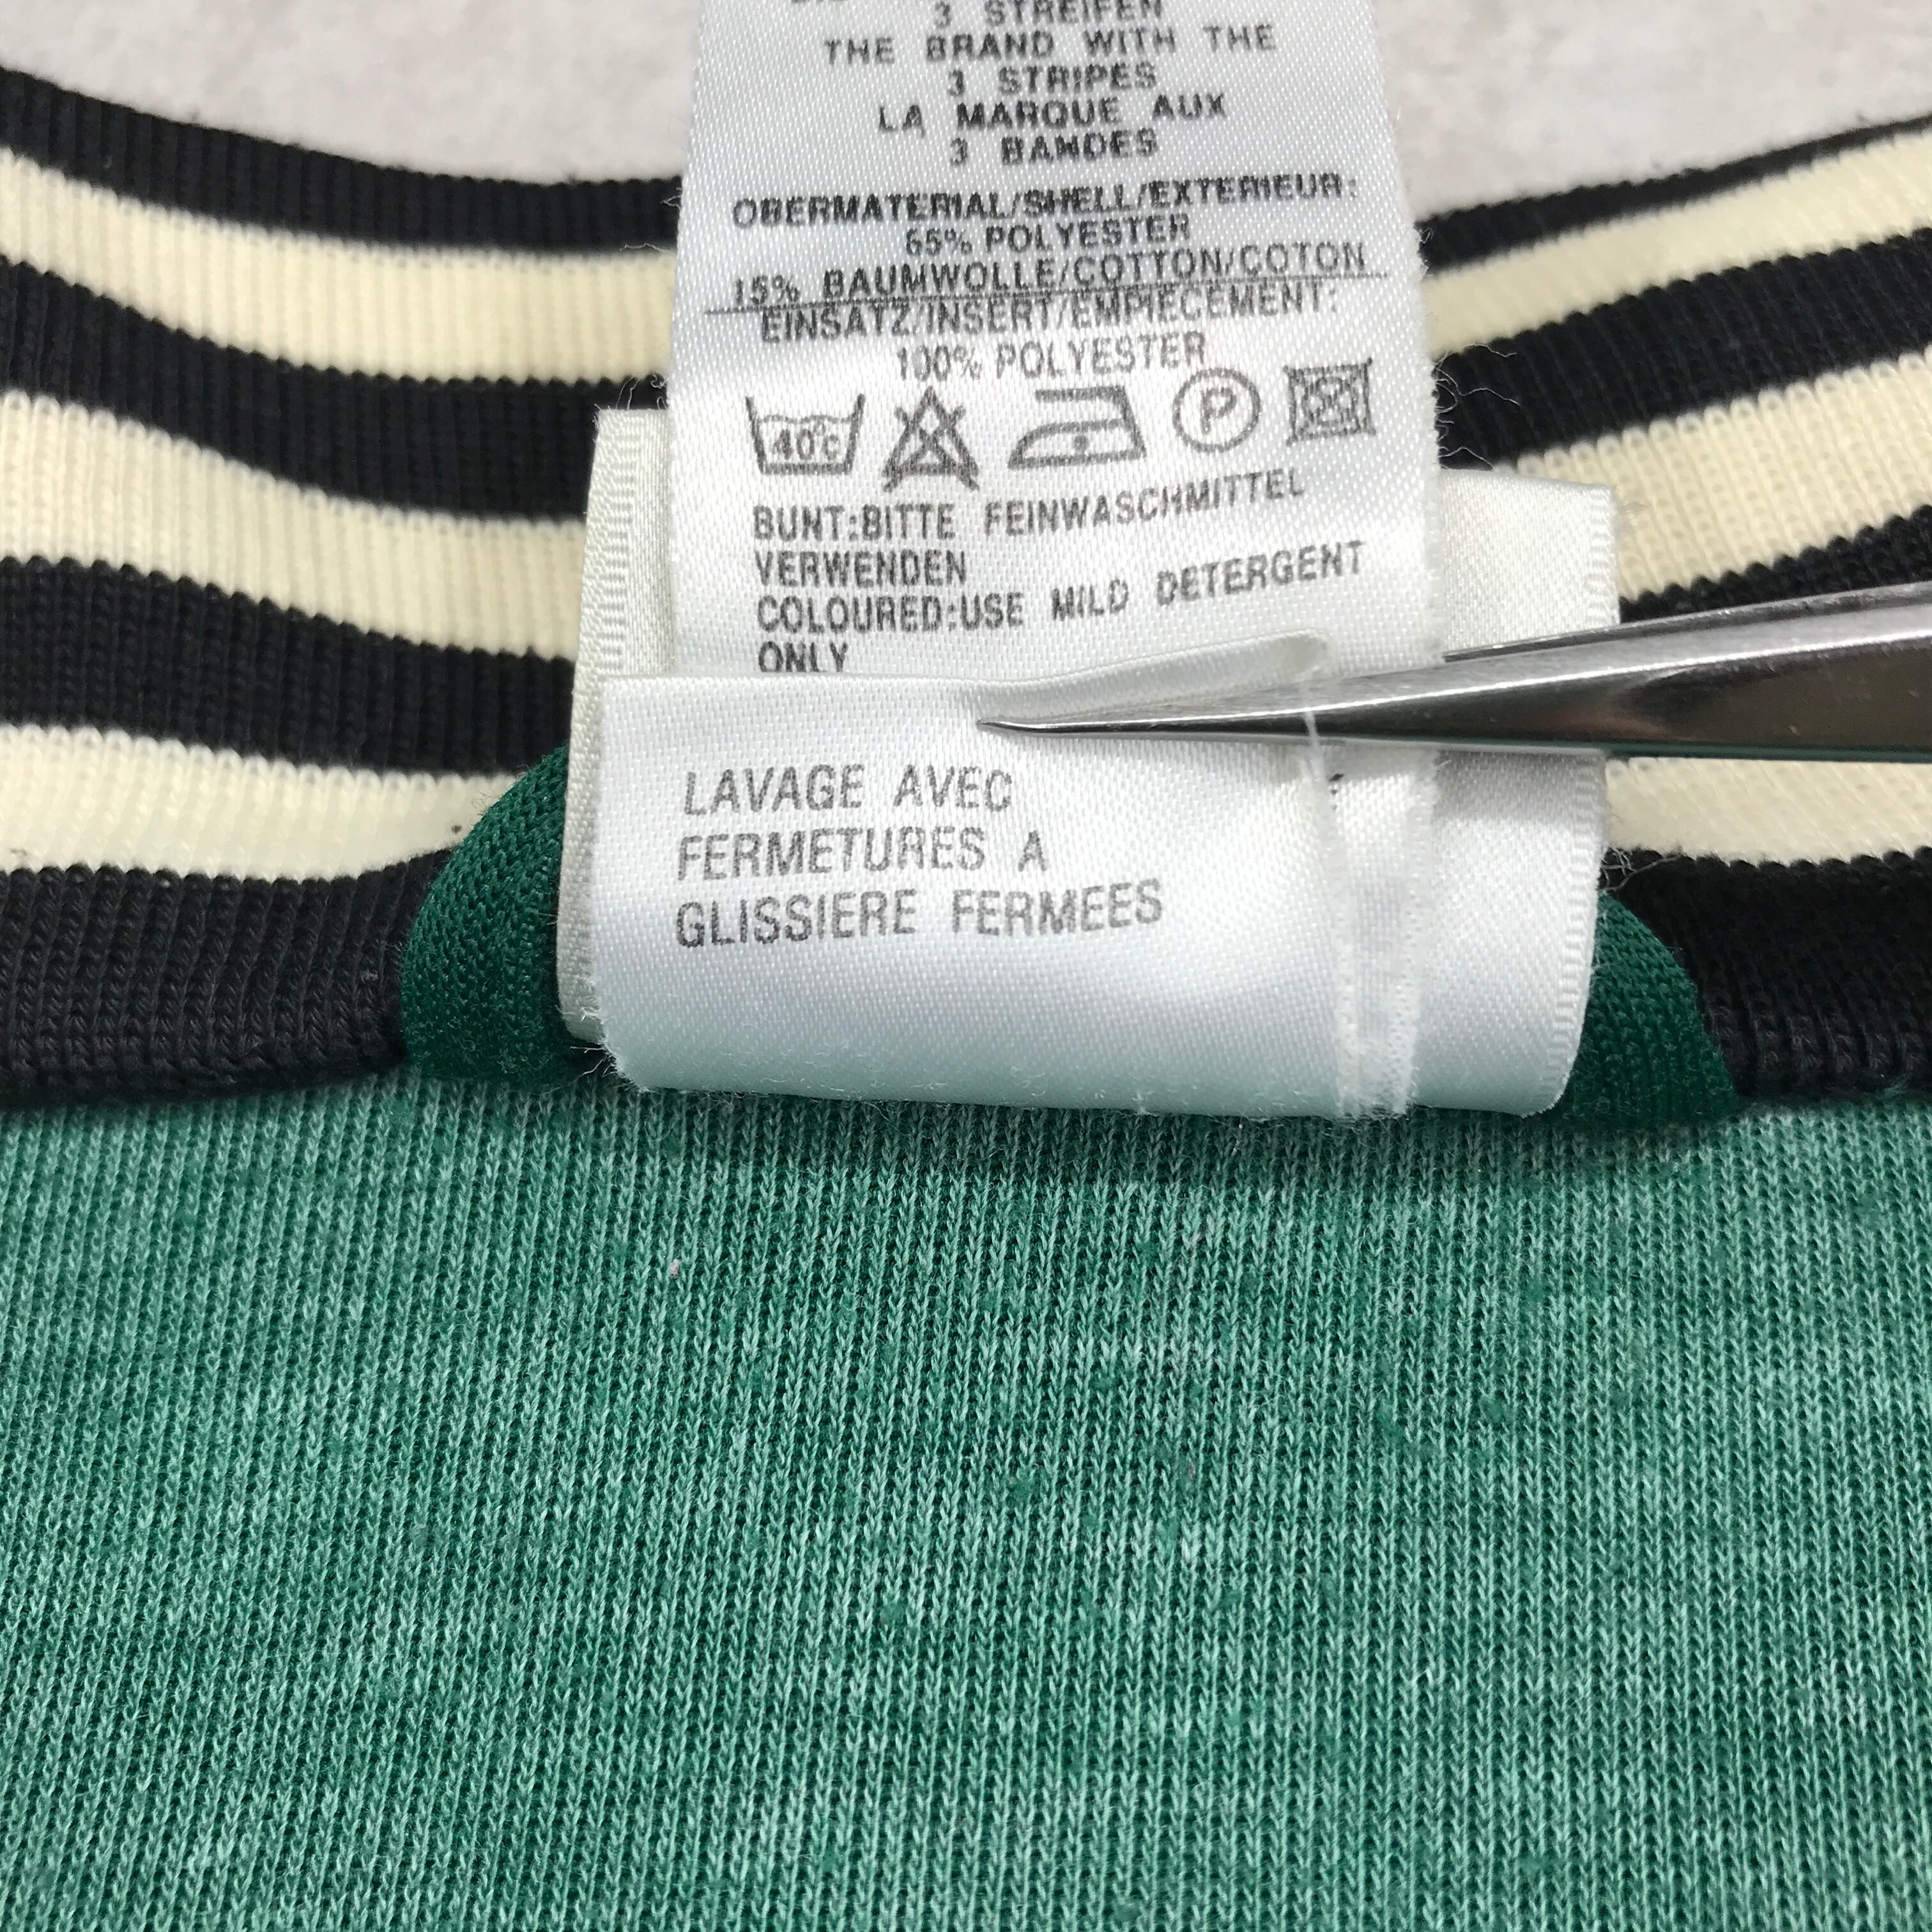 3 STREIFEN
THE BRAND WITH THE
3 STRIPES
LA MARQUE AUX
3 BANDES
OBERMATERIAL/SHELL/EXTERIEUR:
65% POLYESTER
15% BAUMWOLLE/COTTON/COTON
EINSATZ/INSERT/EMPIECEMENT:
100% POLYESTER
40°C P
BUNT:BITTE FEINWASCHMITTEL
VERWENDEN
COLOURED:USE MILD DETERGENT
ONLY
LAVAGE AVEC
FERMETURES A
GLISSIERE FERMEES